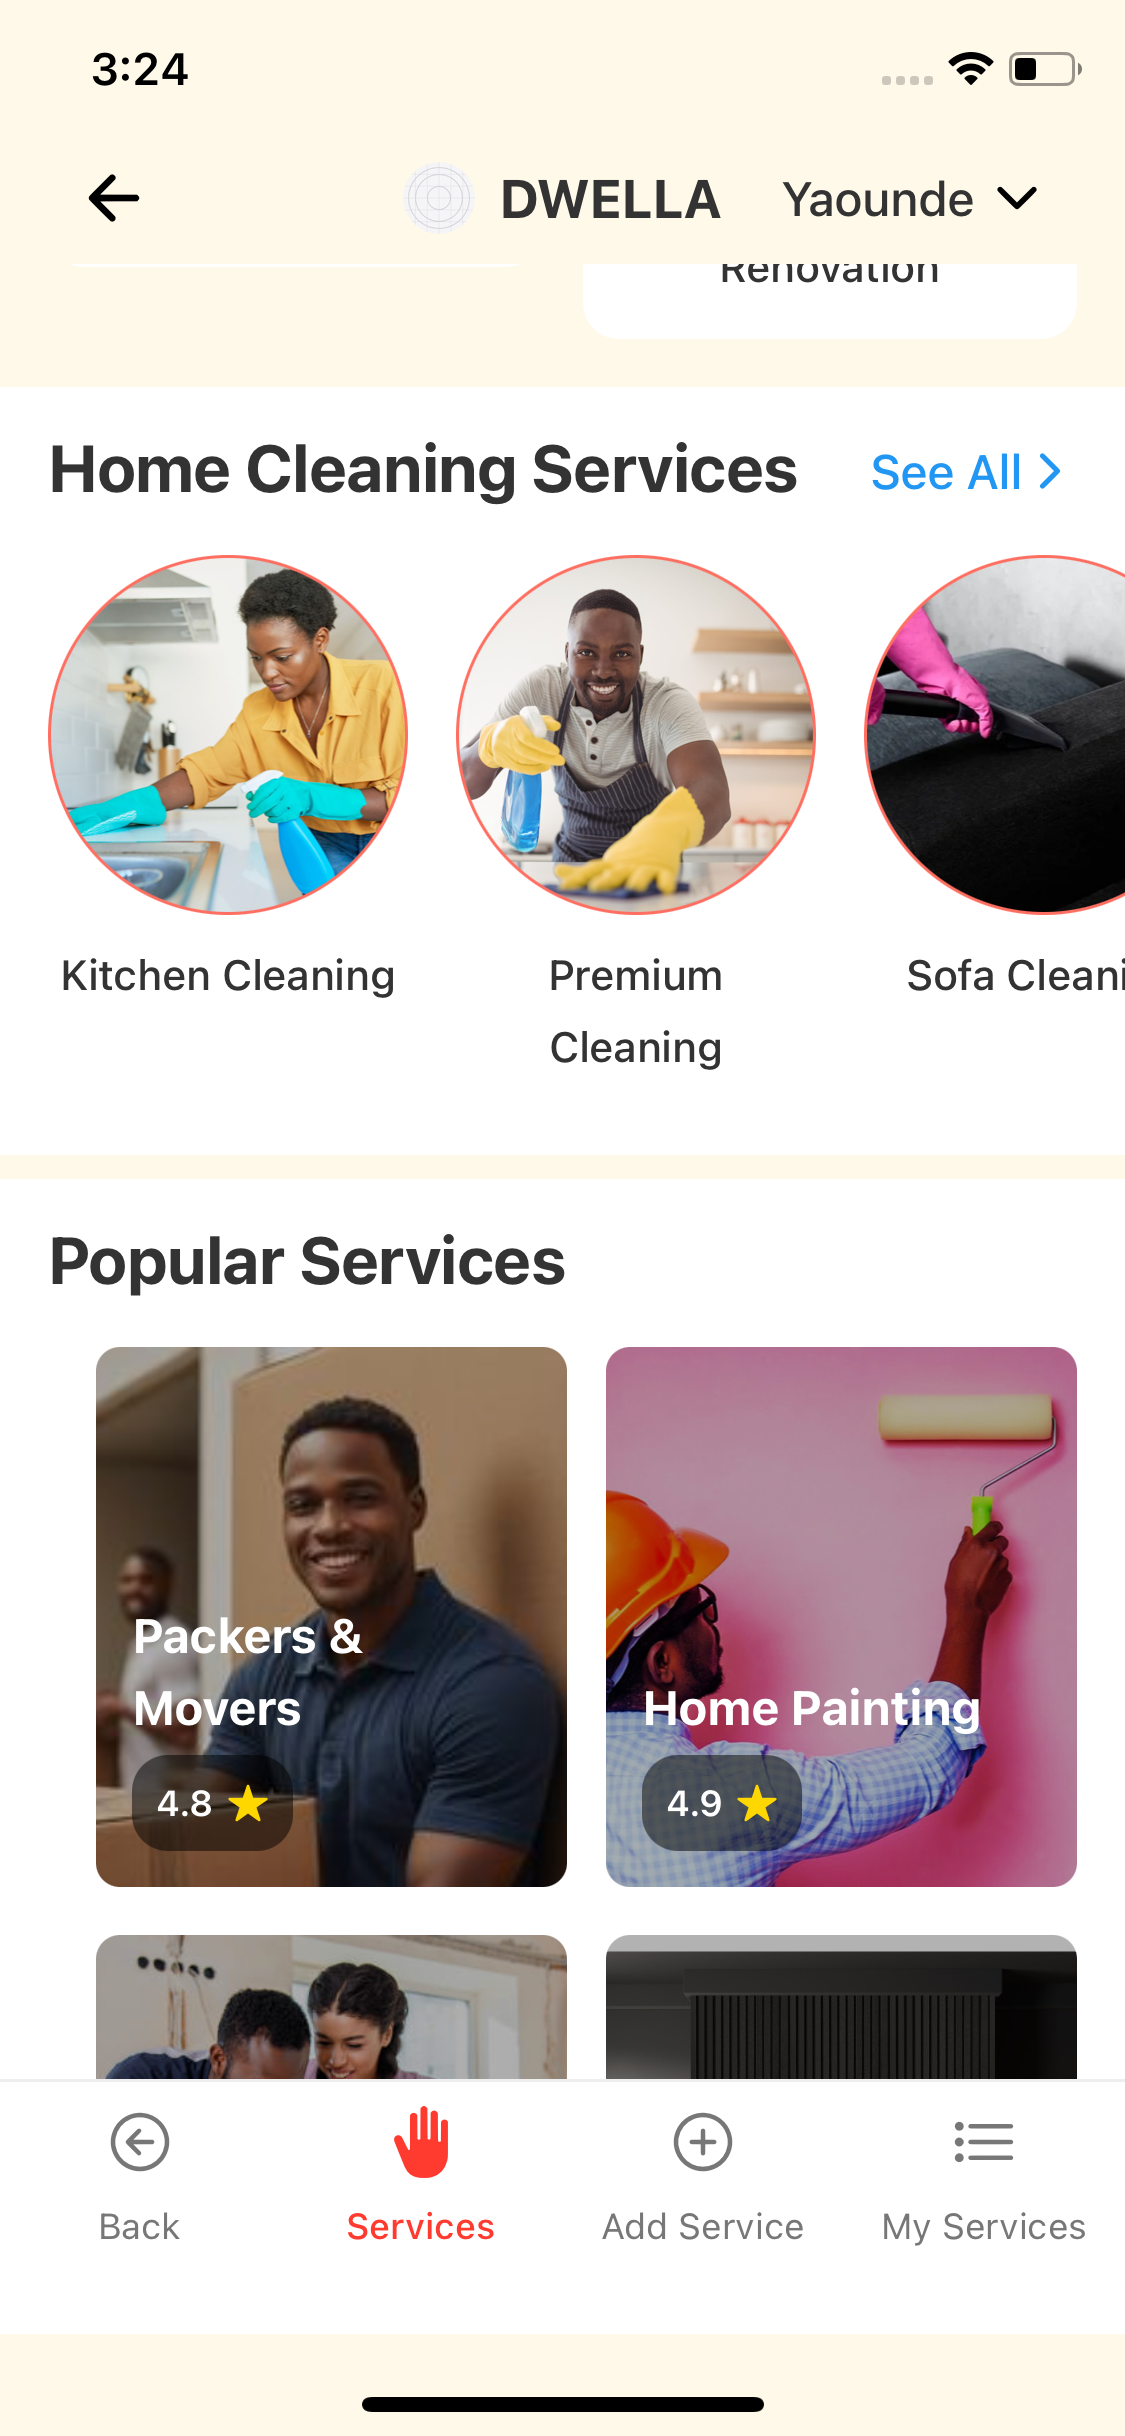 3:24
DWELLA
Yaounde
Renovation
Home Cleaning Services
See All
Kitchen Cleaning
Premium
Cleaning
Sofa Cleani
Popular Services
Packers &
Movers
4.8
Home Painting
4.9
Back
Services
Add Service
My Services